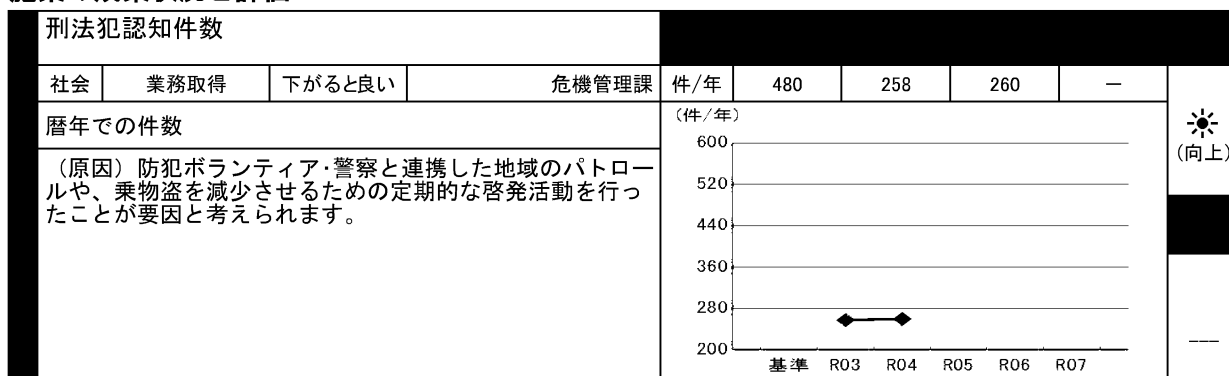 刑法犯認知件数
社会 業務取得 下がると良い 危機管理課 件/年 480 258 260 －
暦年での件数
（原因）防犯ボランティア・警察と連携した地域のパトロー
ルや、乗物盗を減少させるための定期的な啓発活動を行っ
たことが要因と考えられます。
(件/年)
600
520
440
360
280
200
基準 R03 R04 R05 R06 R07
(向上)
---